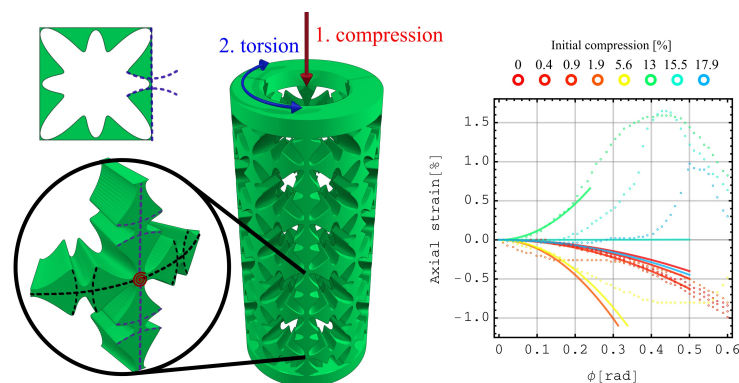 1. compression
2. torsion
Initial compression [%]
0 0.4 0.9 1.9 5.6 13 15.5 17.9
1.5
1.0
0.5
0.0
-0.5
-1.0
Axial strain[%]
0 0.1 0.2 0.3 0.4 0.5 0.6
ϕ[rad]